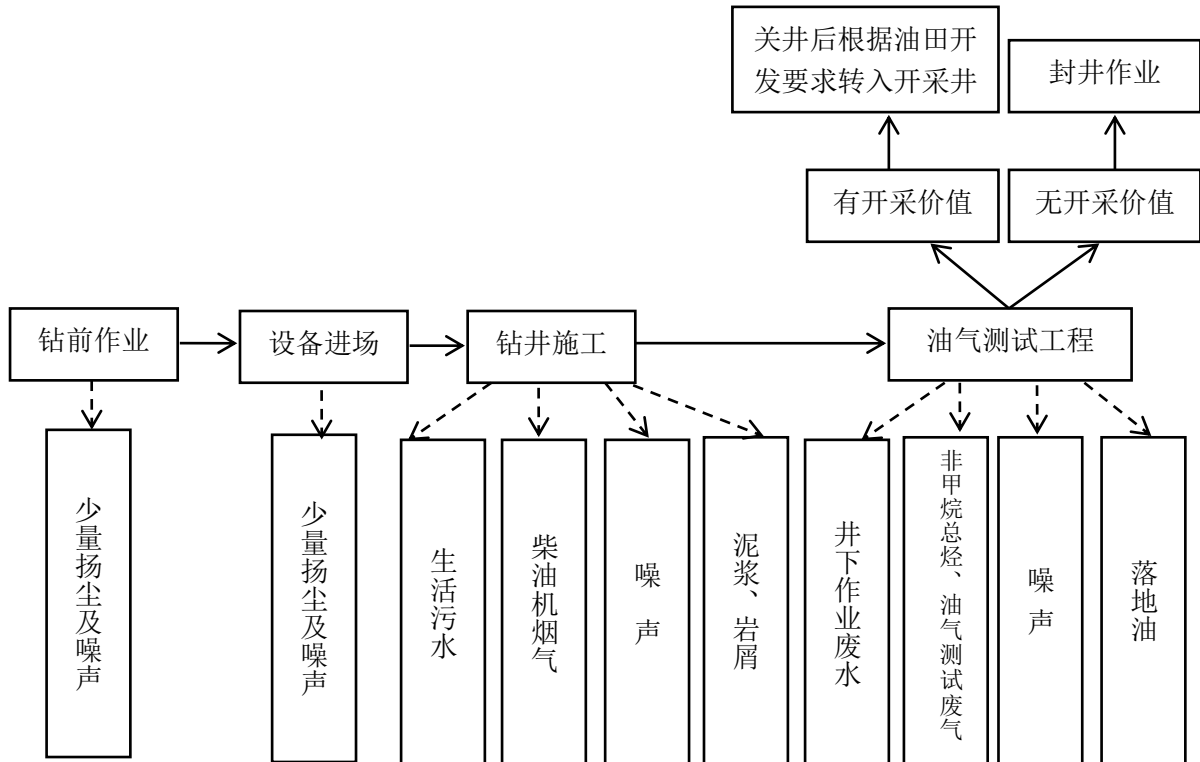 关井后根据油田开
发要求转入开采井
封井作业
有开采价值
无开采价值
钻前作业
设备进场
钻井施工
油气测试工程
少量扬尘及噪声
少量扬尘及噪声
生活污水
柴油机烟气
噪声
泥浆、岩屑
井下作业废水
非甲烷总烃、油气测试废气
噪声
落地油